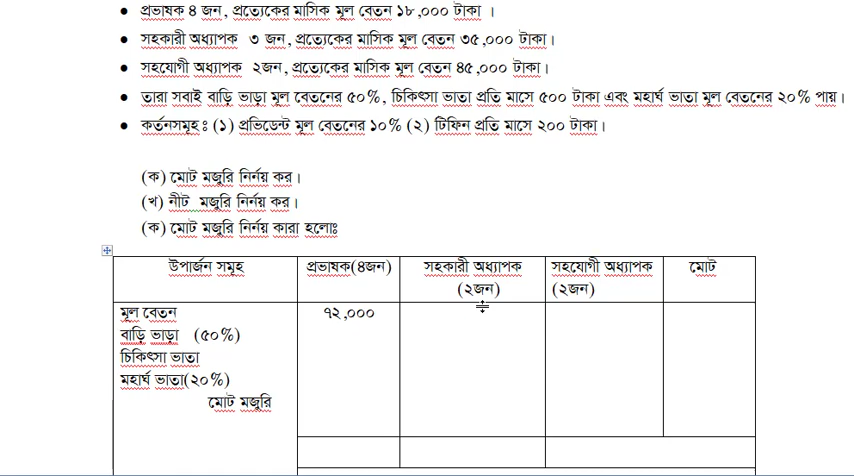 প্রভাষক ৪ জন, প্রত্যেকের মাসিক মূল বেতন ১৮,০০০ টাকা ।
সহকারী অধ্যাপক ৩ জন, প্রত্যেকের মাসিক মূল বেতন ৩৫,০০০ টাকা।
সহযোগী অধ্যাপক ২জন, প্রত্যেকের মাসিক মূল বেতন ৪৫,০০০ টাকা।
তারা সবাই বাড়ি ভাড়া মূল বেতনের ৫০%, চিকিৎসা ভাতা প্রতি মাসে ৫০০ টাকা এবং মহার্ঘ ভাতা মূল বেতনের ২০% পায়।
কর্তনসমূহঃ (১) প্রভিডেন্ট মূল বেতনের ১০% (২) টিফিন প্রতি মাসে ২০০ টাকা।
(ক) মোট মজুরি নির্নয় কর।
(খ) নীট মজুরি নির্নয় কর।
(ক) মোট মজুরি নির্নয় কারা হলোঃ
উপার্জন সমূহ প্রভাষক(৪জন) সহকারী অধ্যাপক সহযোগী অধ্যাপক মোট
(২জন) (২জন)
মূল বেতন ৭২,০০০
বাড়ি ভাড়া (৫০%)
চিকিৎসা ভাতা
মহার্ঘ ভাতা(২০%)
মোট মজুরি